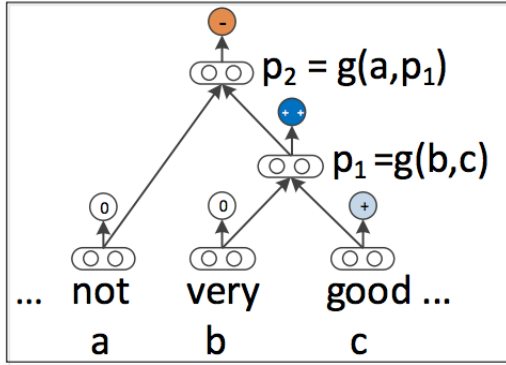 -
p₂ = g(a,p₁)
+ +
p₁ =g(b,c)
0 0 +
... not very good ...
a b c